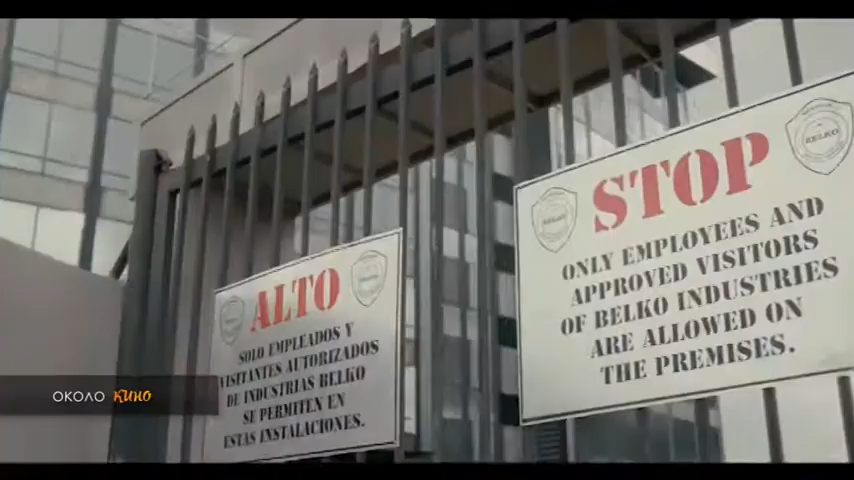 ALTO
SOLO EMPLEADOS Y
VISITANTES AUTORIZADOS
DE INDUSTRIAS BELKO
SE PERMITEN EN
ESTAS INSTALACIONES.
STOP
BELKO
ONLY EMPLOYEES AND
APPROVED VISITORS
OF BELKO INDUSTRIES
ARE ALLOWED ON
THE PREMISES.
ОКОЛО КИНО